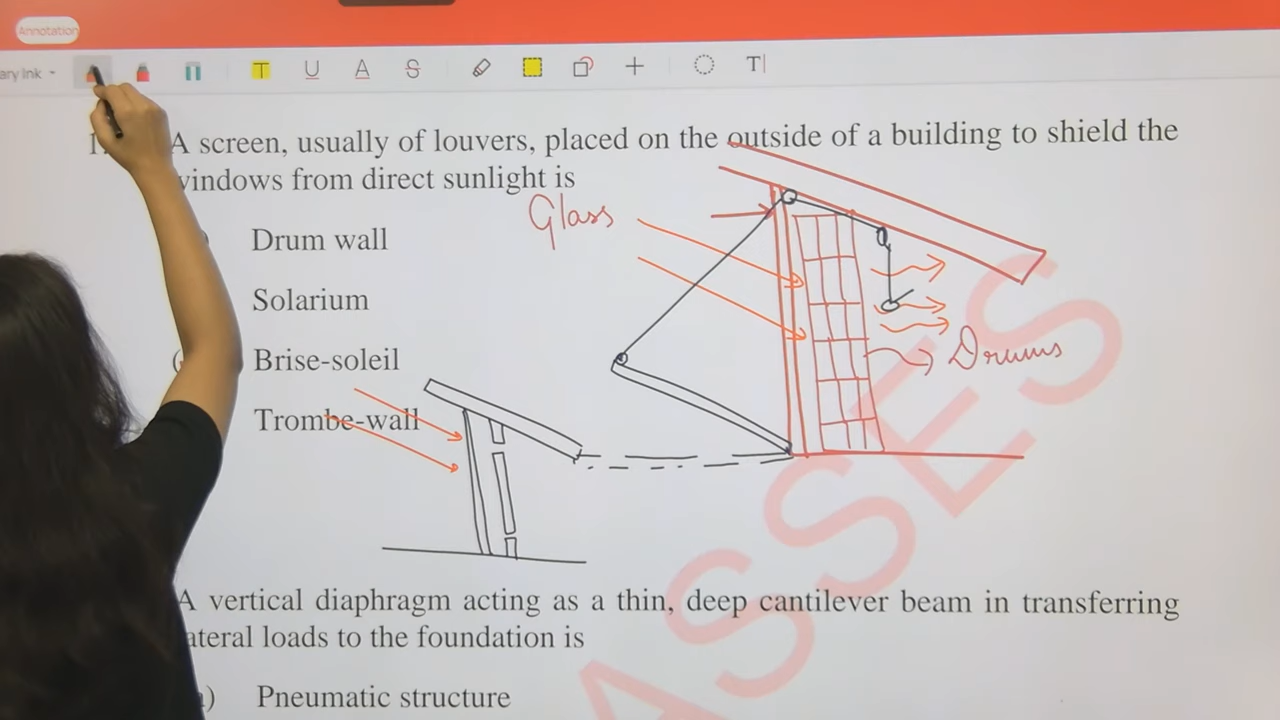 Annotation
ary ink
T U A S T|
A screen, usually of louvers, placed on the outside of a building to shield the
windows from direct sunlight is
Glass
Drum wall
Solarium
Brise-soleil
Drums
Trombe-wall
A vertical diaphragm acting as a thin, deep cantilever beam in transferring
ateral loads to the foundation is
) Pneumatic structure
ASSES